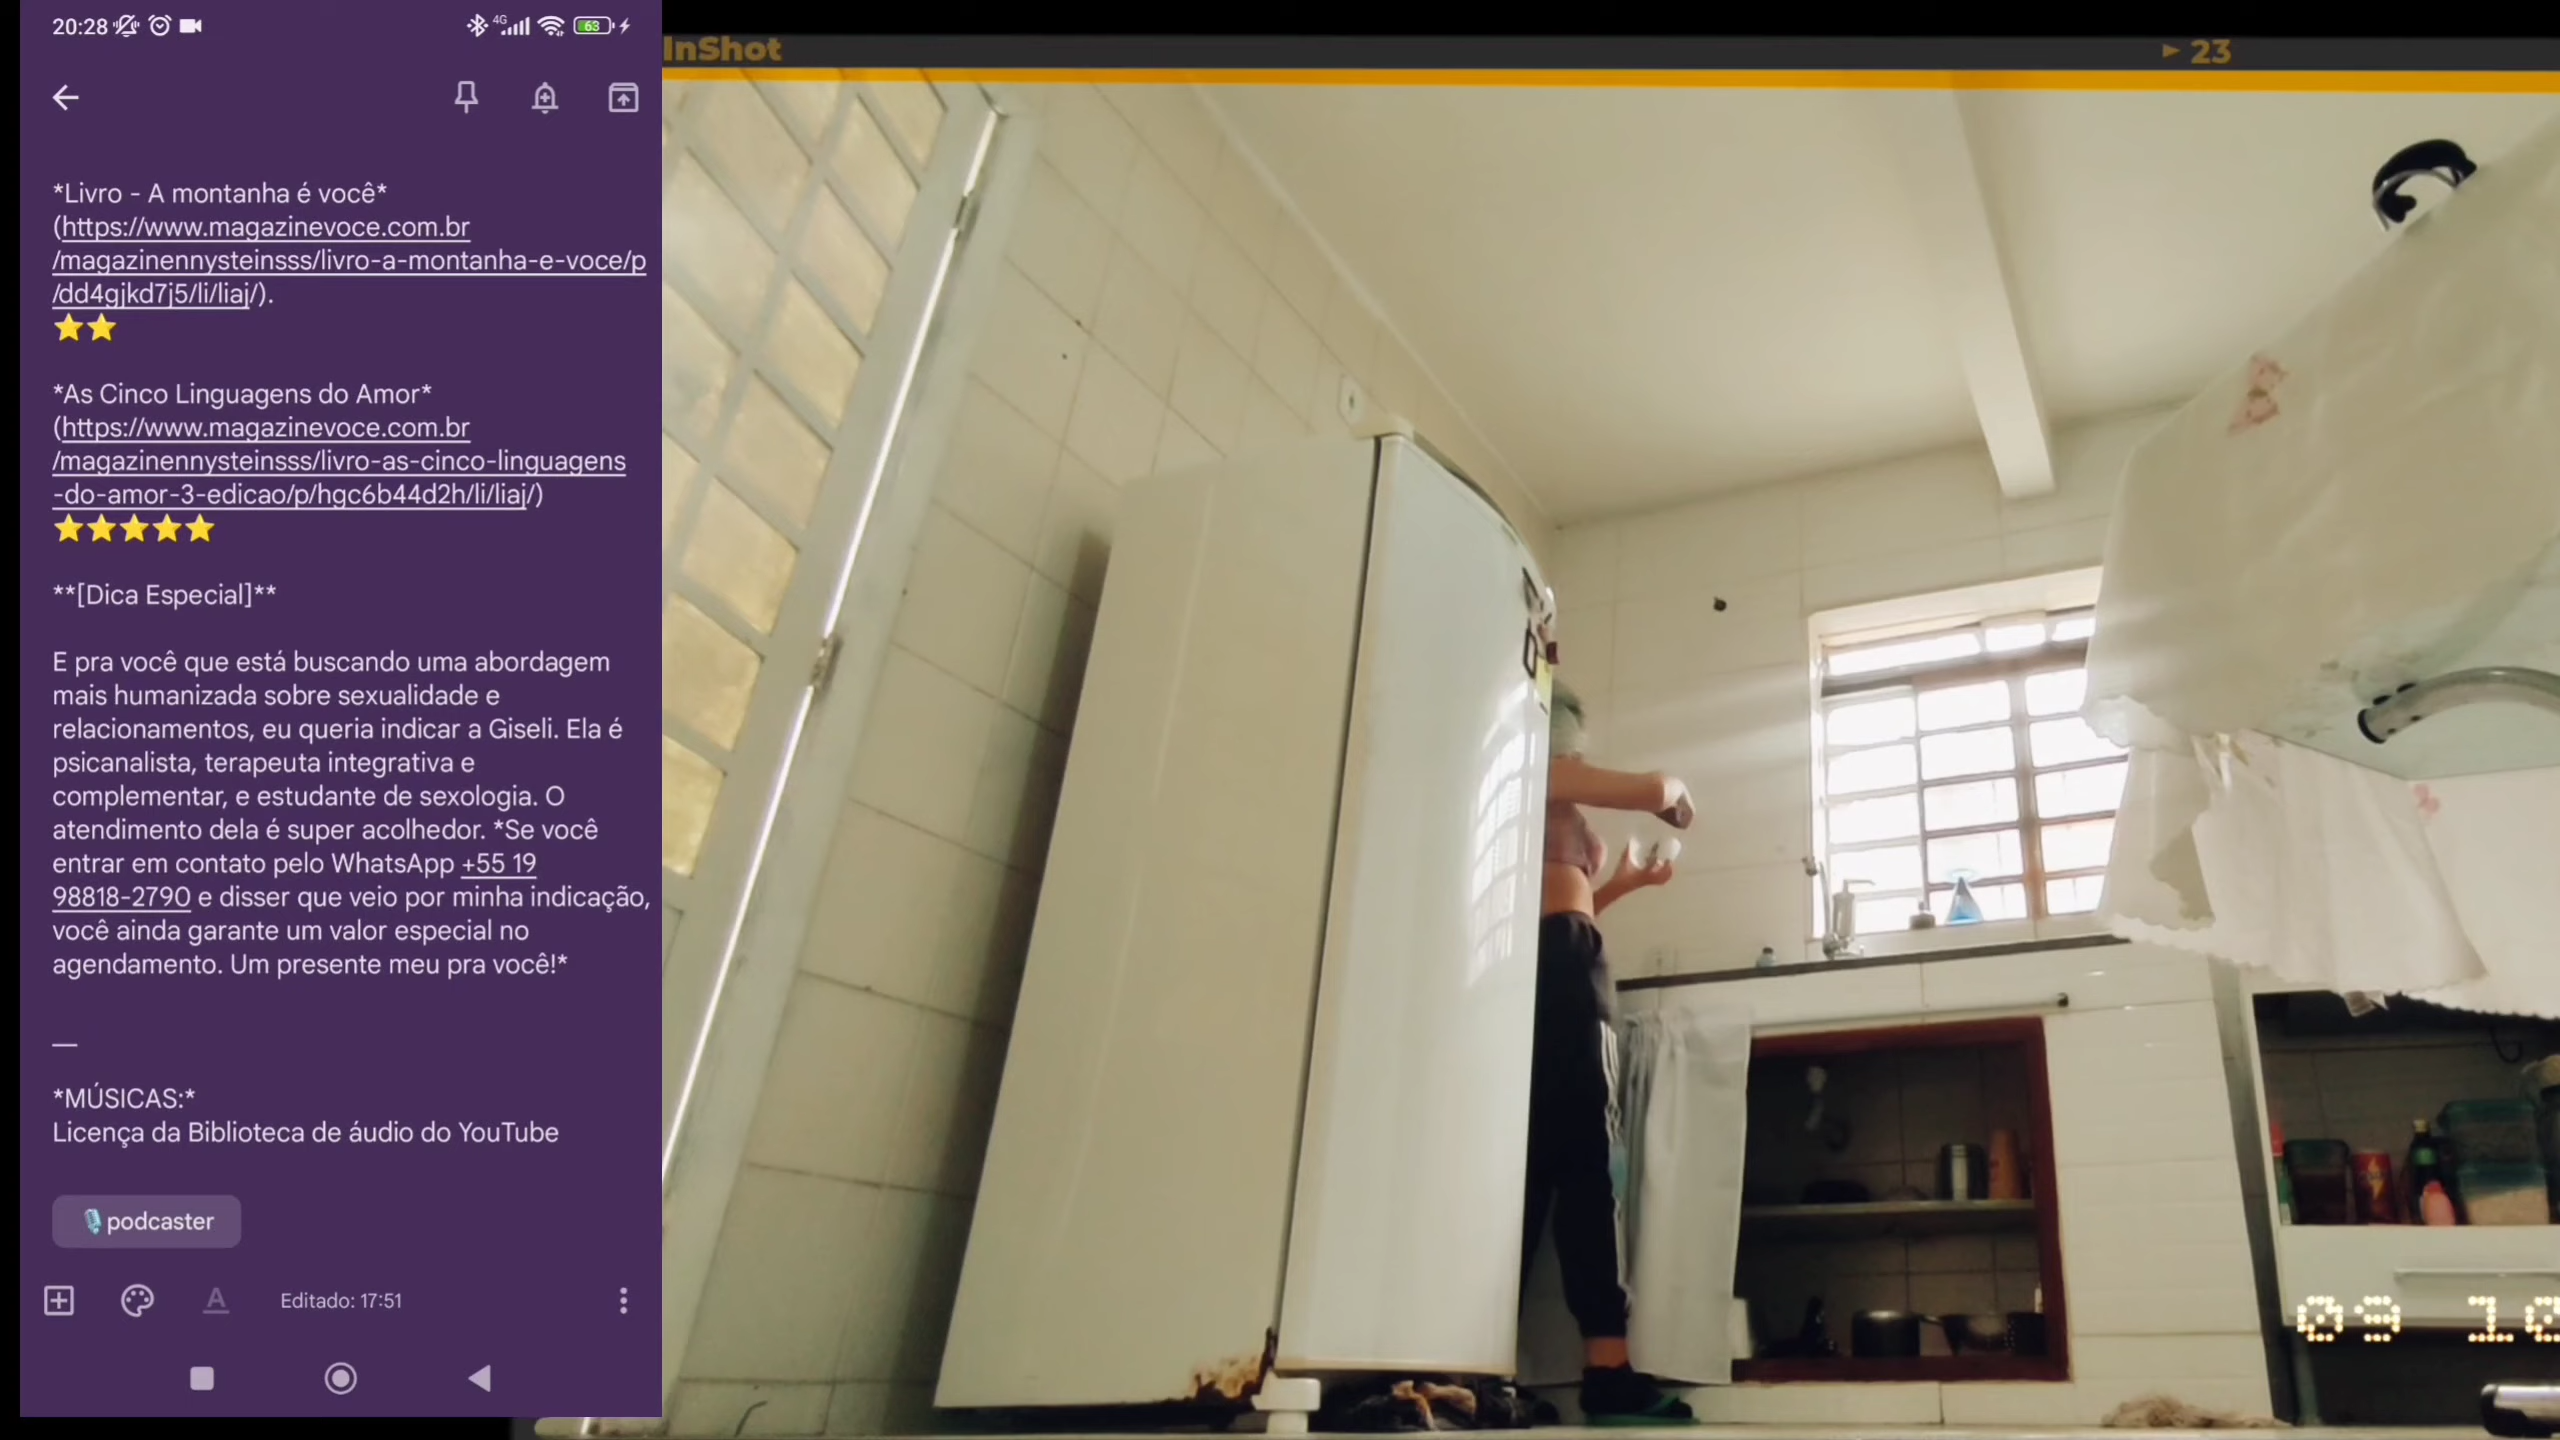 20:28
4G
63
*Livro - A montanha é você*
(https://www.magazinevoce.com.br
/magazinennysteinsss/livro-a-montanha-e-voce/p
/dd4gjkd7j5/li/liaj/).
*As Cinco Linguagens do Amor*
(https://www.magazinevoce.com.br
/magazinennysteinsss/livro-as-cinco-linguagens
-do-amor-3-edicao/p/hgc6b44d2h/li/liaj/)
**[Dica Especial]**
E pra você que está buscando uma abordagem
mais humanizada sobre sexualidade e
relacionamentos, eu queria indicar a Giseli. Ela é
psicanalista, terapeuta integrativa e
complementar, e estudante de sexologia. O
atendimento dela é super acolhedor. *Se você
entrar em contato pelo WhatsApp +55 19
98818-2790 e disser que veio por minha indicação,
você ainda garante um valor especial no
agendamento. Um presente meu pra você!*
—
*MÚSICAS:*
Licença da Biblioteca de áudio do YouTube
podcaster
A
Editado: 17:51
InShot
23